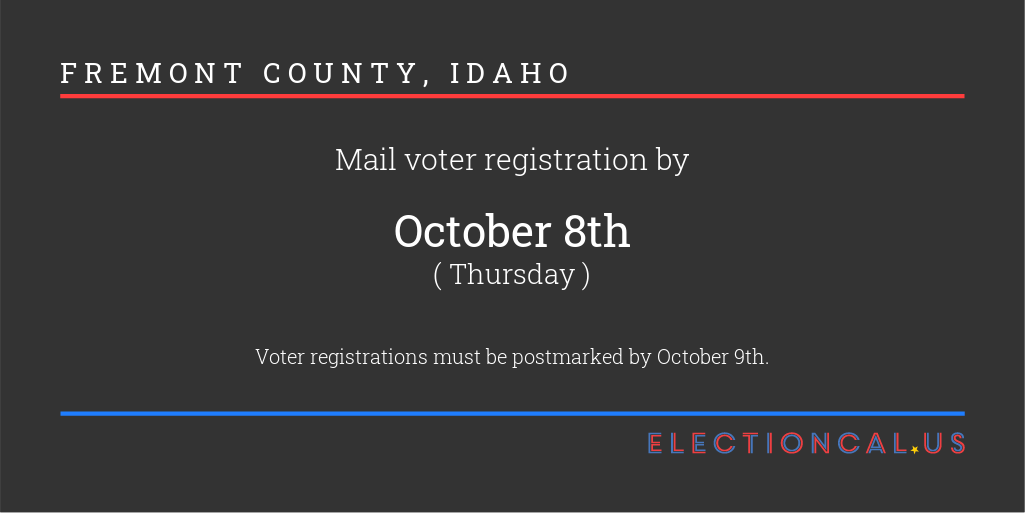 FREMONT COUNTY, IDAHO
Mail voter registration by
October 8th
( Thursday )
Voter registrations must be postmarked by October 9th.
ELECTIONCAL.US